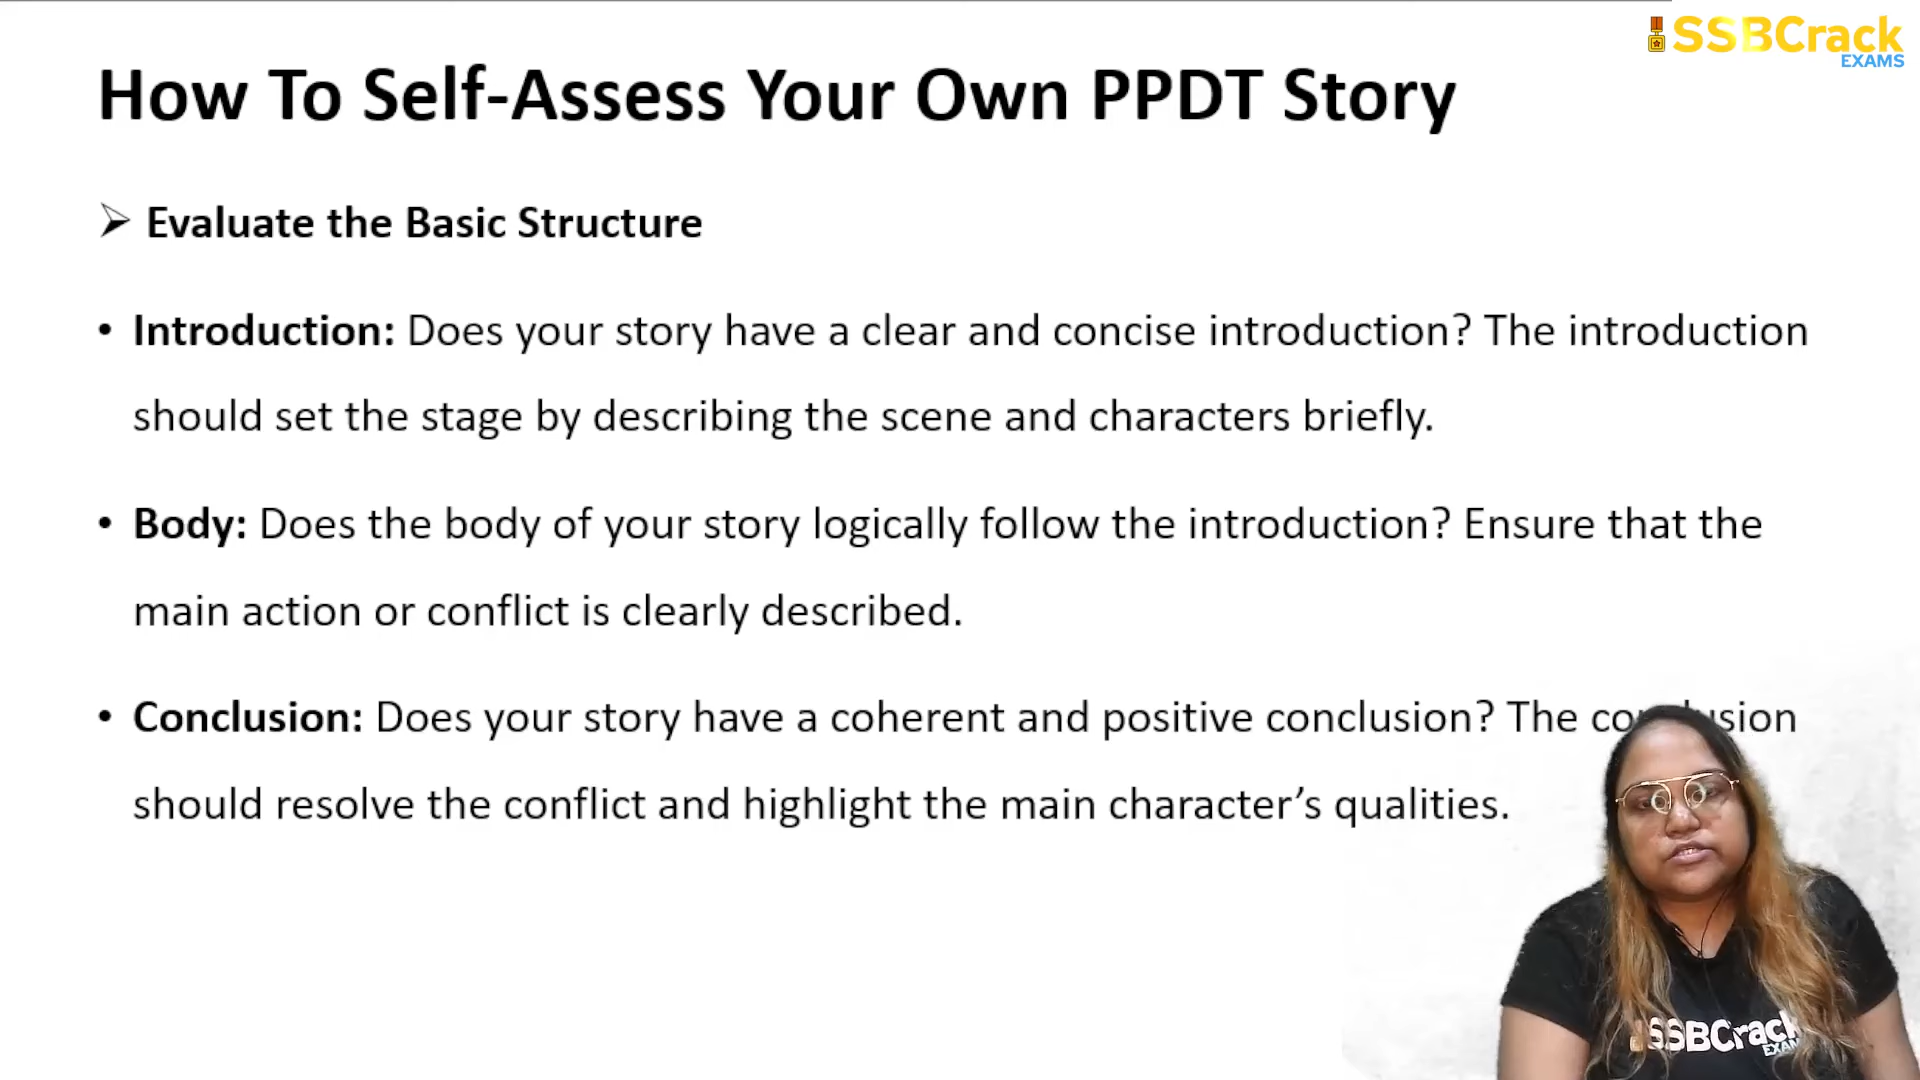 SSBCrack
EXAMS
How To Self-Assess Your Own PPDT Story
➢ Evaluate the Basic Structure
• Introduction: Does your story have a clear and concise introduction? The introduction
should set the stage by describing the scene and characters briefly.
• Body: Does the body of your story logically follow the introduction? Ensure that the
main action or conflict is clearly described.
• Conclusion: Does your story have a coherent and positive conclusion? The conclusion
should resolve the conflict and highlight the main character’s qualities.
SSBCrack
EXAM